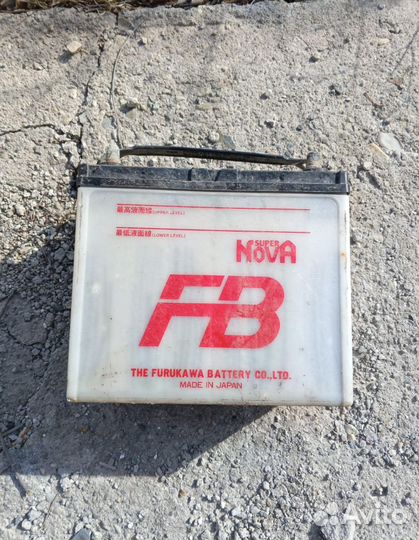 最高液面線(UPPER LEVEL)
最低液面線(LOWER LEVEL)
SUPER
NOVA
FB
THE FURUKAWA BATTERY CO.,LTD.
MADE IN JAPAN
Avito